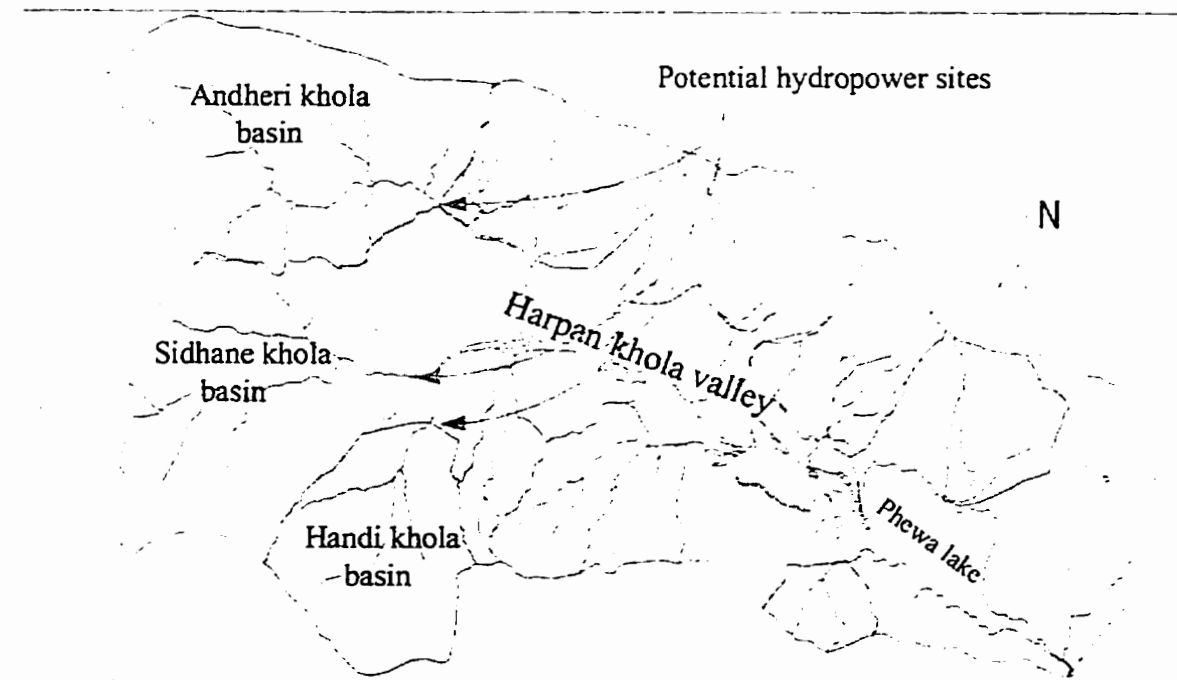 Potential hydropower sites
Andheri khola
basin
N
Harpan khola valley
Sidhane khola
basin
Phewa lake
Handi khola
basin